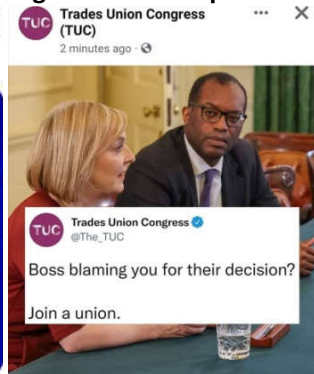 Trades Union Congress
(TUC)
2 minutes ago
TUC
TUC
Trades Union Congress
@The_TUC
Boss blaming you for their decision?
Join a union.